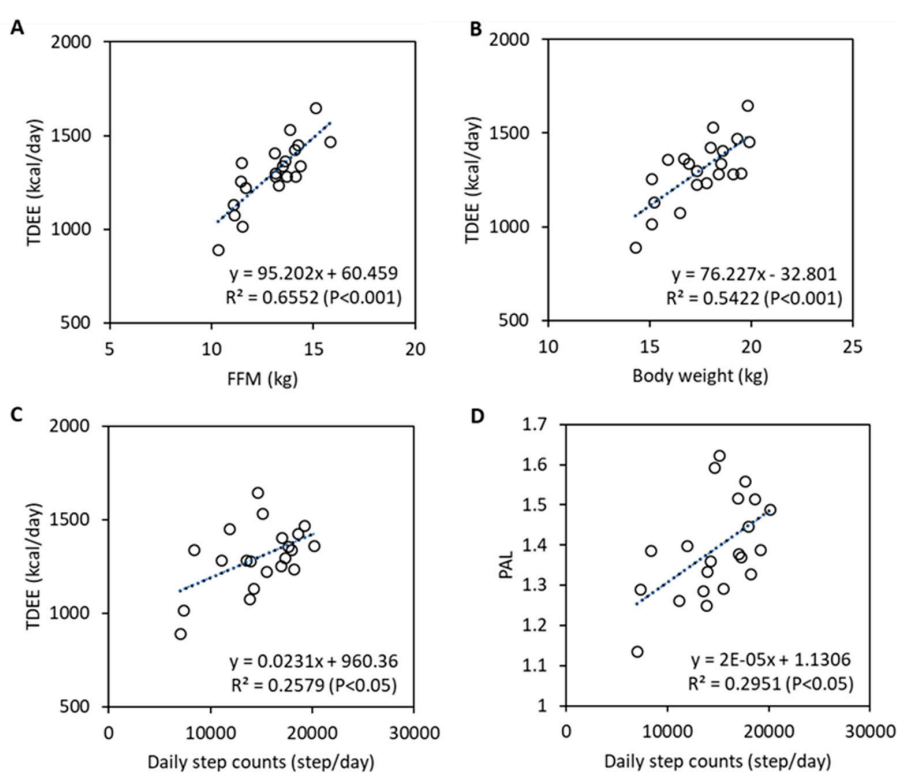 A
2000
1500
1000
500
5 10 15 20
TDEE (kcal/day)
FFM (kg)
y = 95.202x + 60.459
R² = 0.6552 (P<0.001)
B
2000
1500
1000
500
10 15 20 25
TDEE (kcal/day)
Body weight (kg)
y = 76.227x - 32.801
R² = 0.5422 (P<0.001)
C
2000
1500
1000
500
0 10000 20000 30000
TDEE (kcal/day)
Daily step counts (step/day)
y = 0.0231x + 960.36
R² = 0.2579 (P<0.05)
D
1.7
1.6
1.5
1.4
1.3
1.2
1.1
1
0 10000 20000 30000
PAL
Daily step counts (step/day)
y = 2E-05x + 1.1306
R² = 0.2951 (P<0.05)